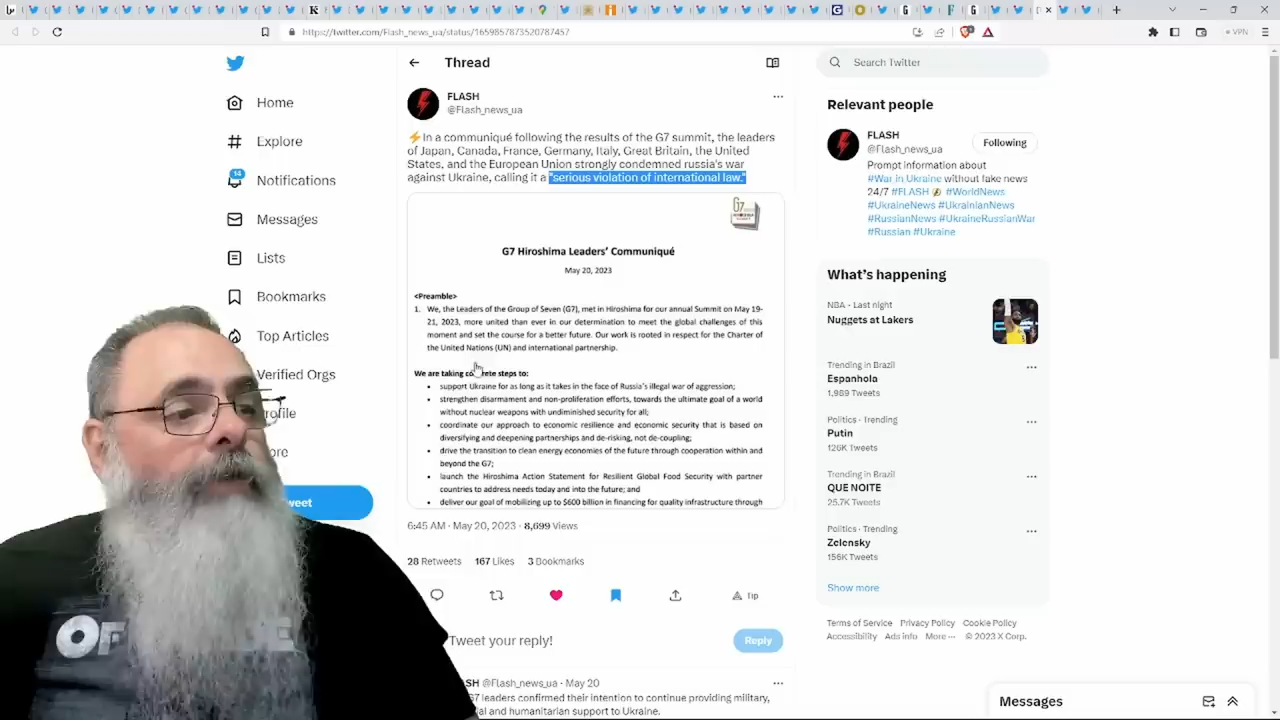 https://twitter.com/Flash_news_ua/status/1659857873520787457
VPN
Home
Explore
14
Notifications
Messages
Lists
Bookmarks
Top Articles
Verified Orgs
Thread
FLASH
@Flash_news_ua
⚡In a communiqué following the results of the G7 summit, the leaders
of Japan, Canada, France, Germany, Italy, Great Britain, the United
States, and the European Union strongly condemned russia's war
against Ukraine, calling it a "serious violation of international law."
G7
G7 Hiroshima Leaders' Communiqué
May 20, 2023
<Preamble>
1. We, the Leaders of the Group of Seven (G7), met in Hiroshima for our annual Summit on May 19-
21, 2023, more united than ever in our determination to meet the global challenges of this
moment and set the course for a better future. Our work is rooted in respect for the Charter of
the United Nations (UN) and international partnership.
We are taking concrete steps to:
• support Ukraine for as long as it takes in the face of Russia's illegal war of aggression;
• strengthen disarmament and non-proliferation efforts, towards the ultimate goal of a world
without nuclear weapons with undiminished security for all;
• coordinate our approach to economic resilience and economic security that is based on
diversifying and deepening partnerships and de-risking, not de-coupling;
• drive the transition to clean energy economies of the future through cooperation within and
beyond the G7;
• launch the Hiroshima Action Statement for Resilient Global Food Security with partner
countries to address needs today and into the future; and
• deliver our goal of mobilizing up to $600 billion in financing for quality infrastructure through
6:45 AM · May 20, 2023 · 8,699 Views
28 Retweets 167 Likes 3 Bookmarks
Tip
Tweet your reply!
Reply
@Flash_news_ua · May 20
leaders confirmed their intention to continue providing military,
and humanitarian support to Ukraine.
Search Twitter
Relevant people
FLASH
@Flash_news_ua
Following
Prompt information about
#War in Ukraine without fake news
24/7 #FLASH #WorldNews
#UkraineNews #UkrainianNews
#RussianNews #UkraineRussianWar
#Russian #Ukraine
What's happening
NBA · Last night
Nuggets at Lakers
Trending in Brazil
Espanhola
1,989 Tweets
Politics · Trending
Putin
126K Tweets
Trending in Brazil
QUE NOITE
25.7K Tweets
Politics · Trending
Zelensky
156K Tweets
Show more
Terms of Service Privacy Policy Cookie Policy
Accessibility Ads info More ··· © 2023 X Corp.
Messages